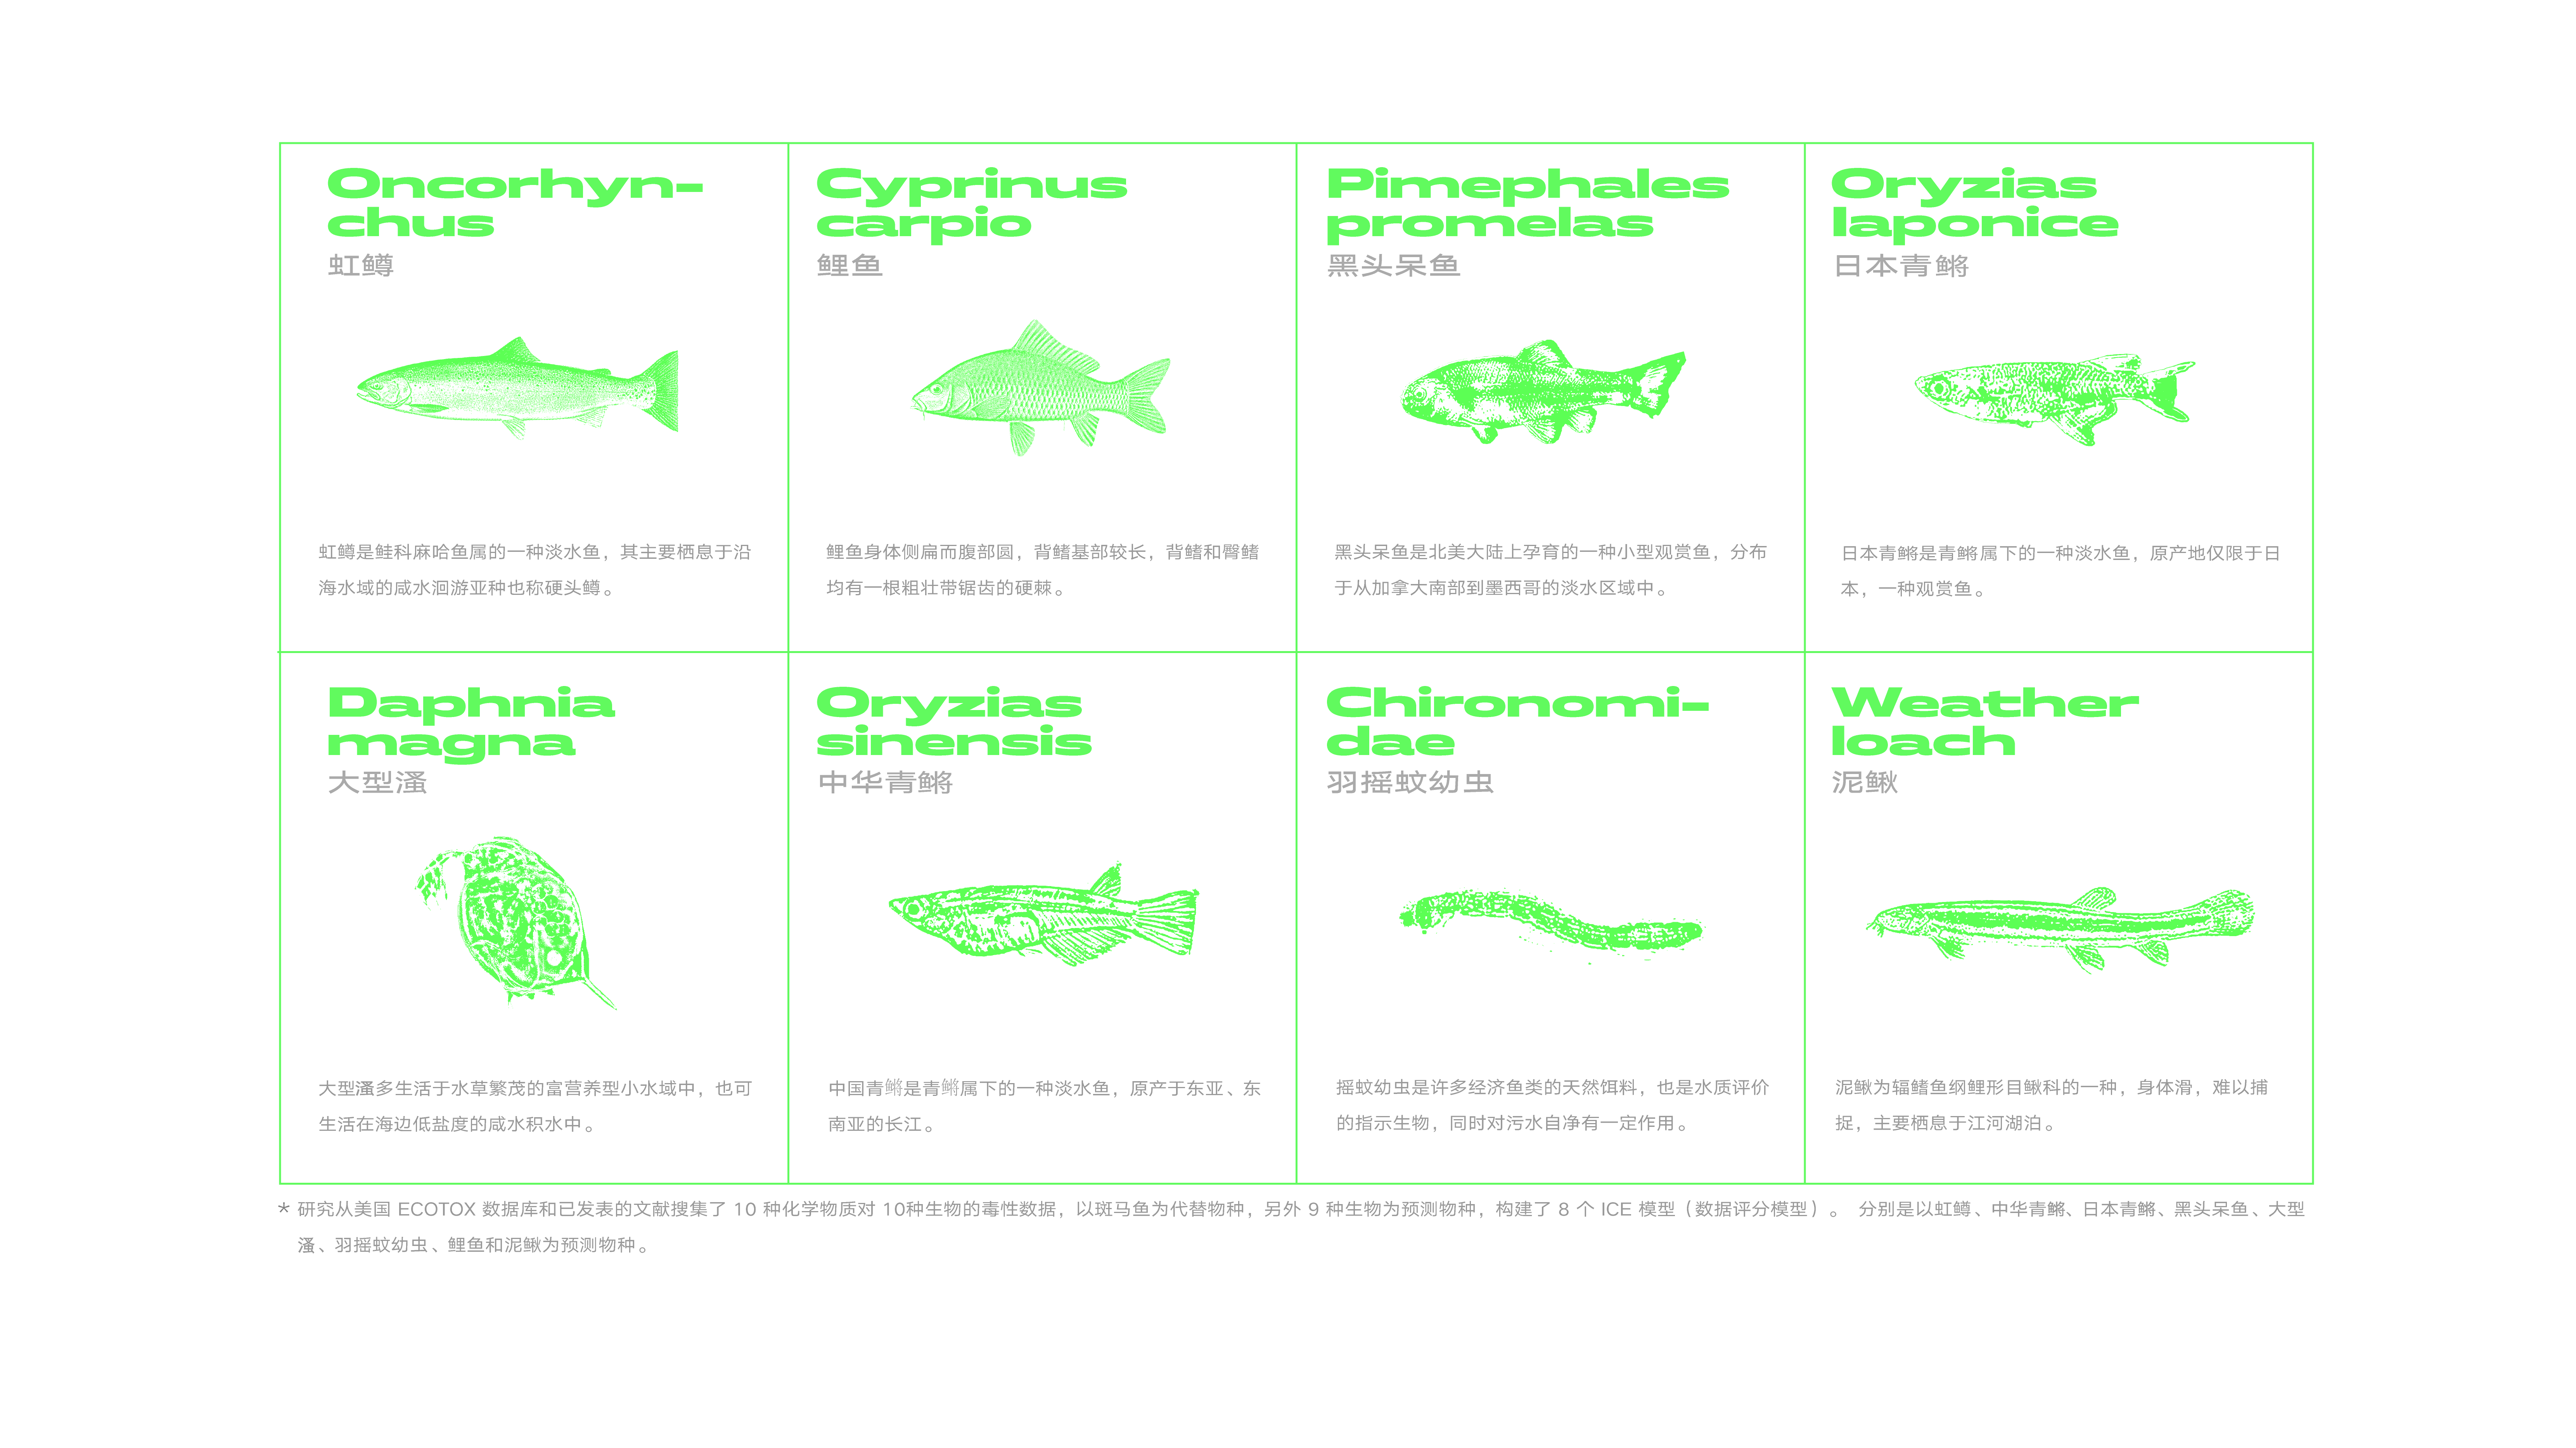 Oncorhyn-
chus
虹鳟
虹鳟是鲑科麻哈鱼属的一种淡水鱼，其主要栖息于沿
海水域的咸水洄游亚种也称硬头鳟。
Cyprinus
carpio
鲤鱼
鲤鱼身体侧扁而腹部圆，背鳍基部较长，背鳍和臀鳍
均有一根粗壮带锯齿的硬棘。
Pimephales
promelas
黑头呆鱼
黑头呆鱼是北美大陆上孕育的一种小型观赏鱼，分布
于从加拿大南部到墨西哥的淡水区域中。
Oryzias
laponice
日本青鳉
日本青鳉是青鳉属下的一种淡水鱼，原产地仅限于日
本，一种观赏鱼。
Daphnia
magna
大型溞
大型溞多生活于水草繁茂的富营养型小水域中，也可
生活在海边低盐度的咸水积水中。
Oryzias
sinensis
中华青鳉
中国青鳉是青鳉属下的一种淡水鱼，原产于东亚、东
南亚的长江。
Chironomi-
dae
羽摇蚊幼虫
摇蚊幼虫是许多经济鱼类的天然饵料，也是水质评价
的指示生物，同时对污水自净有一定作用。
Weather
loach
泥鳅
泥鳅为辐鳍鱼纲鲤形目鳅科的一种，身体滑，难以捕
捉，主要栖息于江河湖泊。
* 研究从美国 ECOTOX 数据库和已发表的文献搜集了 10 种化学物质对 10种生物的毒性数据，以斑马鱼为代替物种，另外 9 种生物为预测物种，构建了 8 个 ICE 模型（数据评分模型）。 分别是以虹鳟、中华青鳉、日本青鳉、黑头呆鱼、大型
溞、羽摇蚊幼虫、鲤鱼和泥鳅为预测物种。